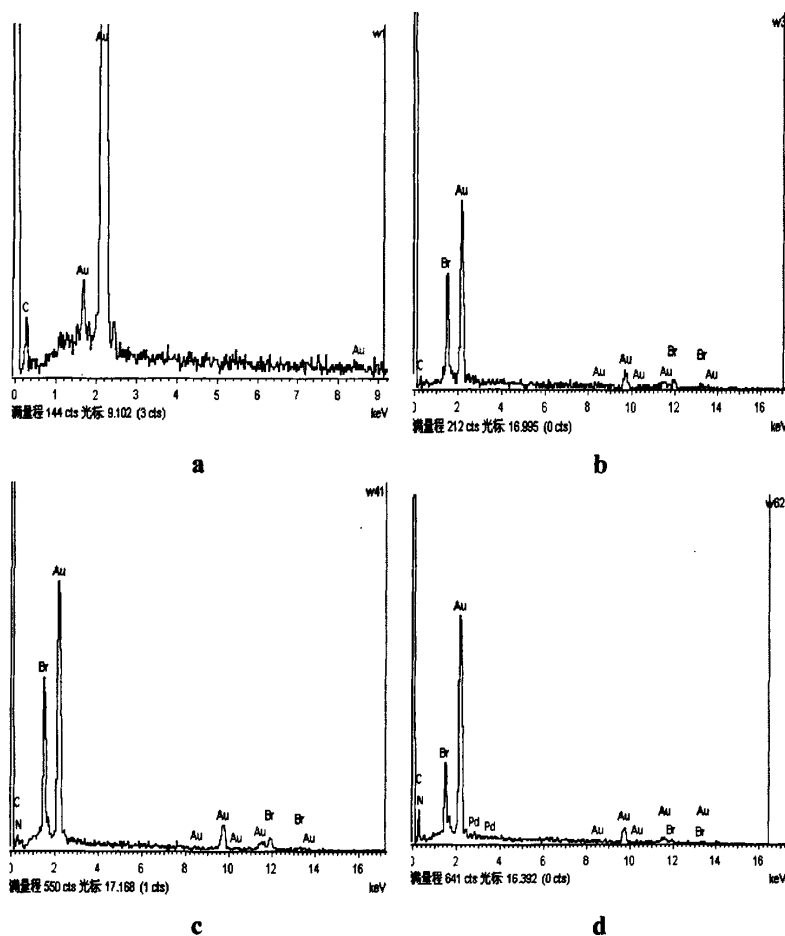 w1
Au
Au
C
Au
0 1 2 3 4 5 6 7 8 9
满量程 144 cts 光标 9.102 (3 cts) keV
a
w3
Au
Br
C Au Au Au Au Br Br Au
0 2 4 6 8 10 12 14 16
满量程 212 cts 光标 16.995 (0 cts) keV
b
w41
Au
Br
C
N Au Au Au Au Br Br Au
0 2 4 6 8 10 12 14 16
满量程 550 cts 光标 17.168 (1 cts) keV
c
w62
Au
Br
C Au Au Au
N Pd Pd Au Au Br Br
0 2 4 6 8 10 12 14 16
满量程 641 cts 光标 16.392 (0 cts) keV
d